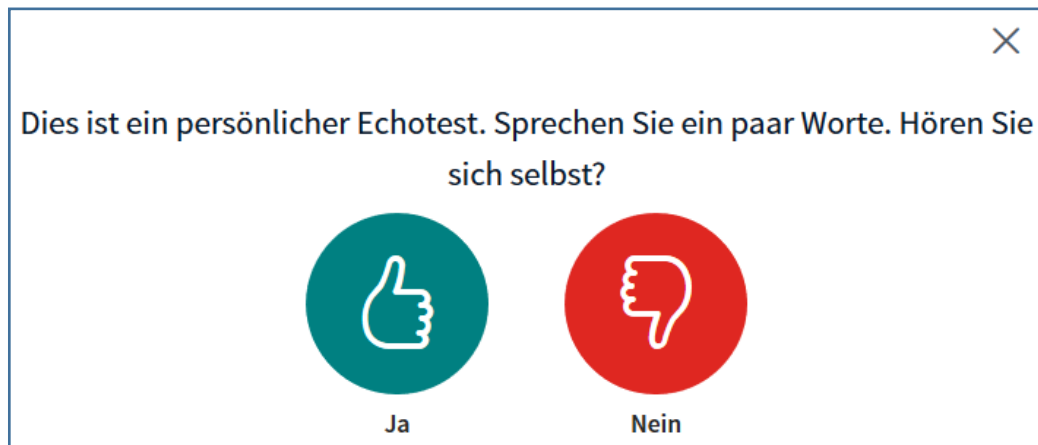 Dies ist ein persönlicher Echotest. Sprechen Sie ein paar Worte. Hören Sie
sich selbst?
Ja
Nein